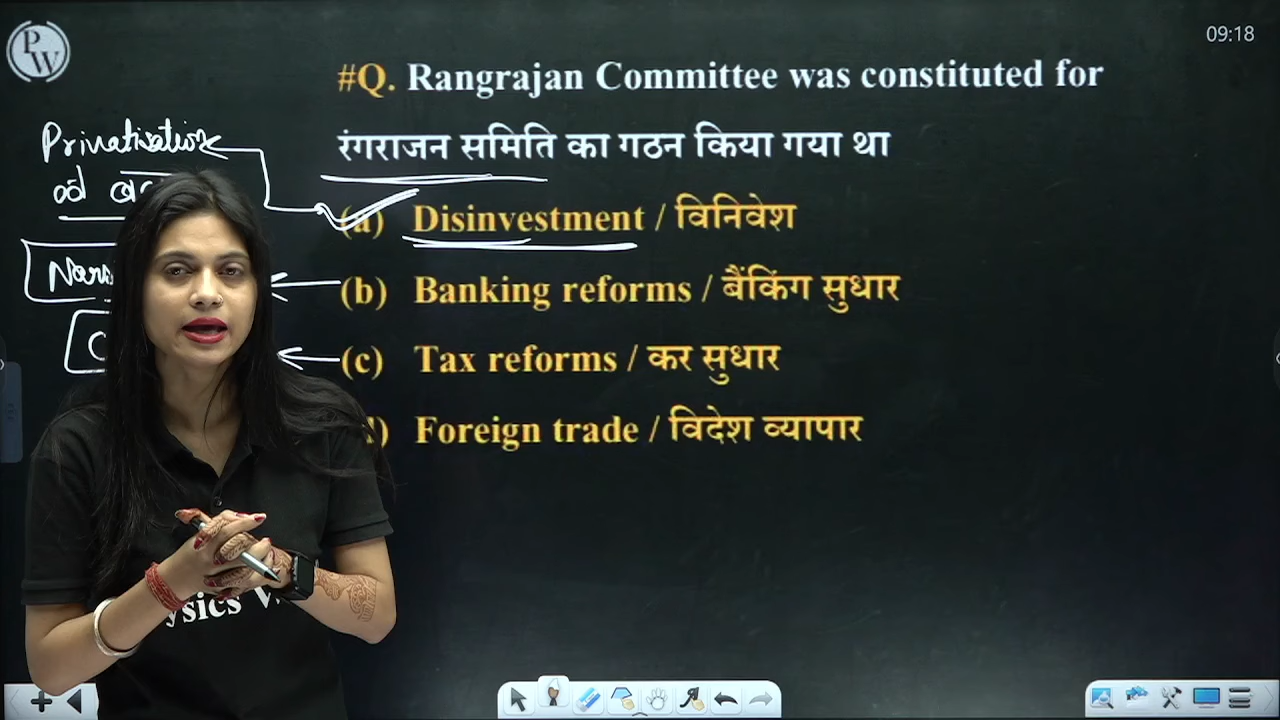 PW
09:18
#Q. Rangrajan Committee was constituted for
रंगराजन समिति का गठन किया गया था
Privatisation
को
(a) Disinvestment / विनिवेश
(b) Banking reforms / बैंकिंग सुधार
(c) Tax reforms / कर सुधार
Foreign trade / विदेश व्यापार